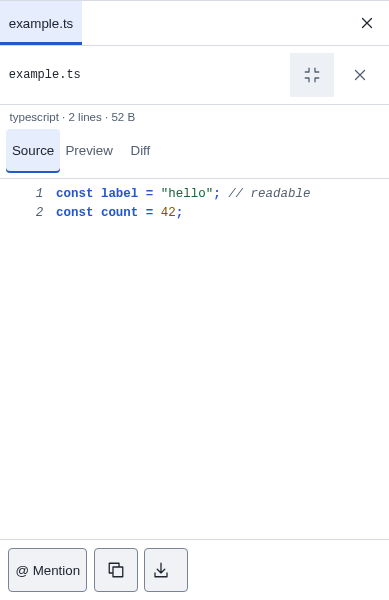 example.ts
example.ts
typescript · 2 lines · 52 B
Source Preview Diff
1 const label = "hello"; // readable
2 const count = 42;
@ Mention